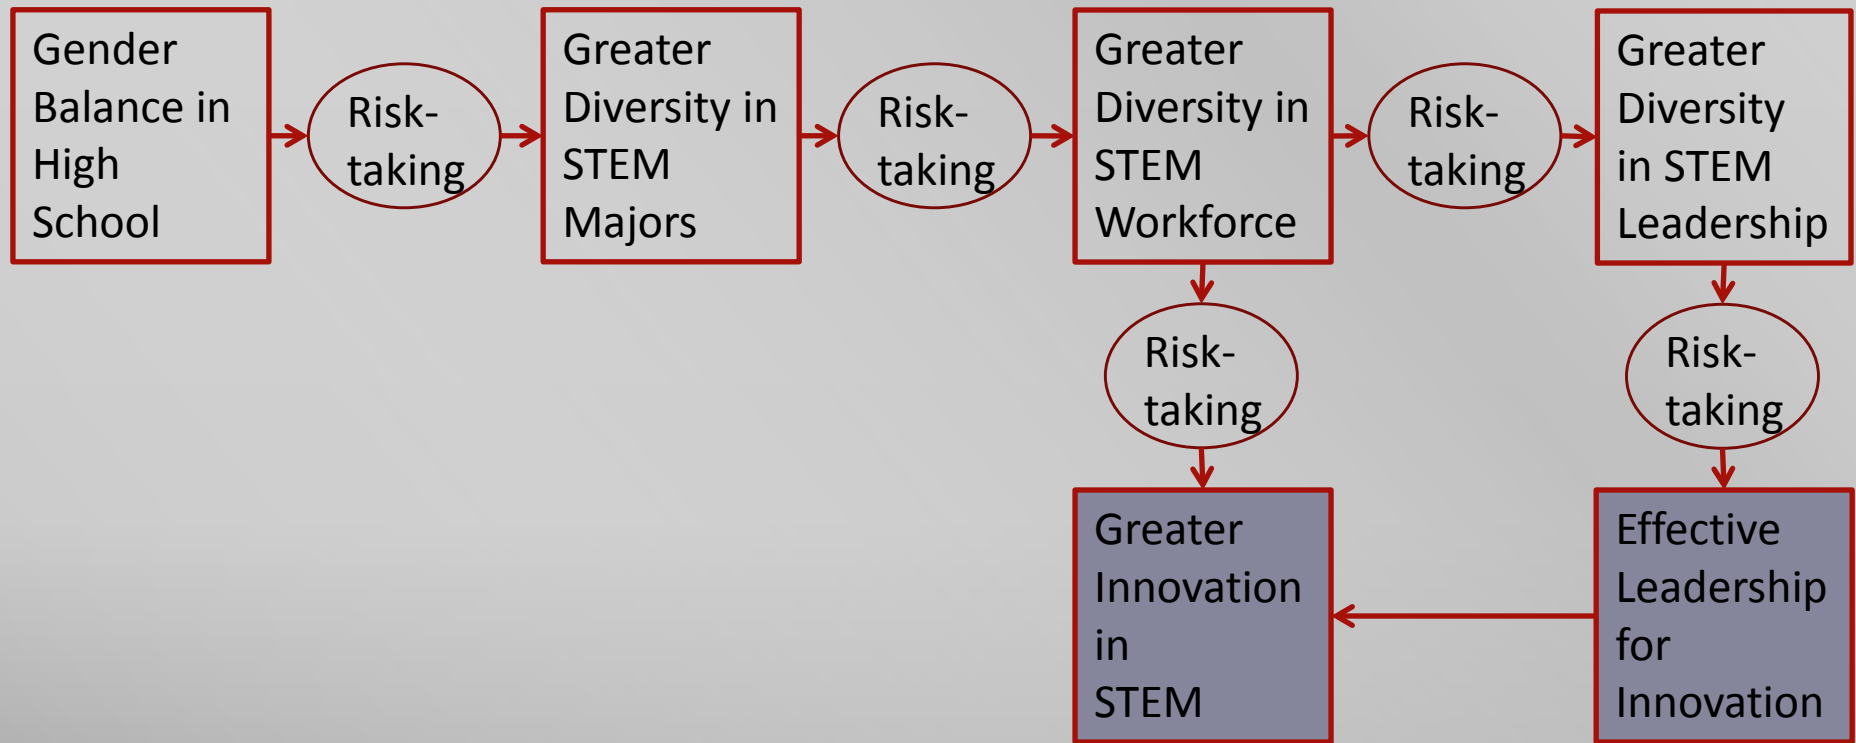 Gender
Balance in
High
School
Risk-
taking
Greater
Diversity in
STEM
Majors
Risk-
taking
Greater
Diversity in
STEM
Workforce
Risk-
taking
Greater
Diversity
in STEM
Leadership
Risk-
taking
Risk-
taking
Greater
Innovation
in
STEM
Effective
Leadership
for
Innovation